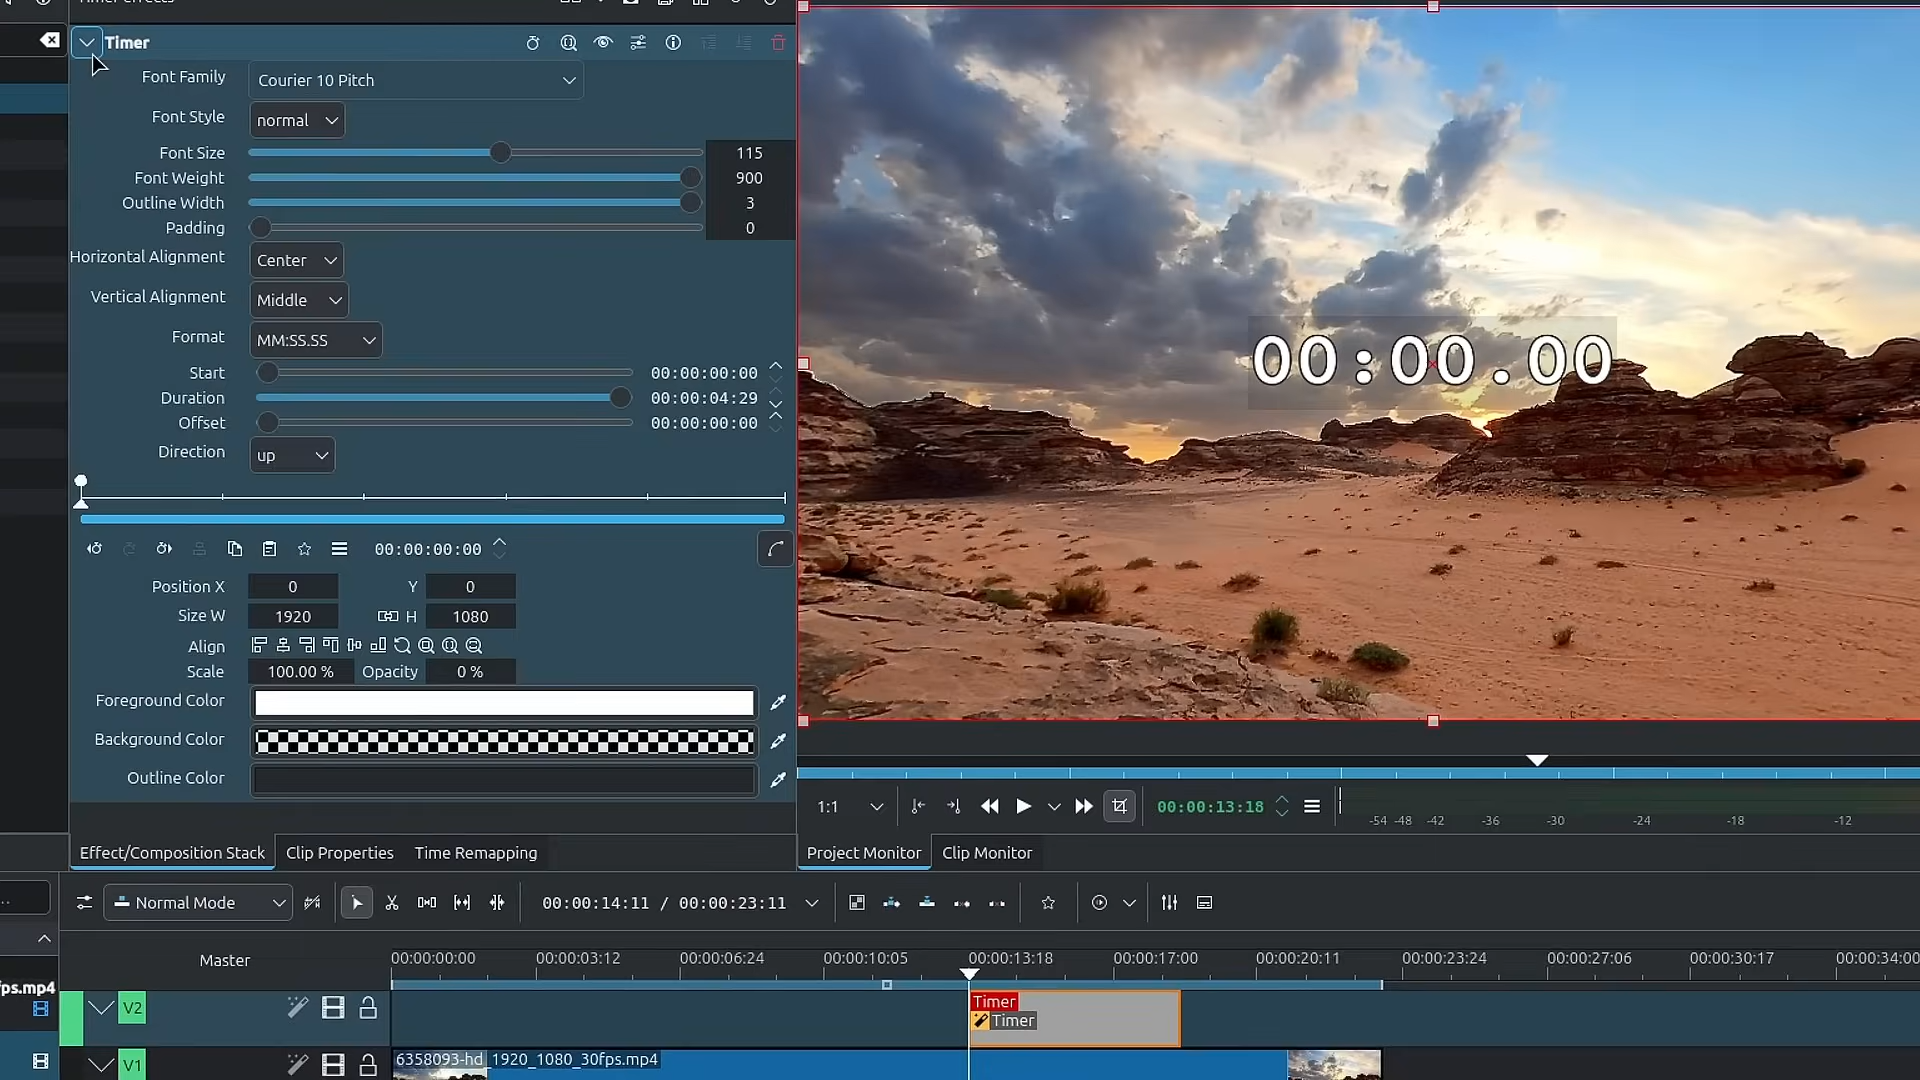 Timer effects
Timer
Font Family
Courier 10 Pitch
Font Style
normal
Font Size
115
Font Weight
900
Outline Width
3
Padding
0
Horizontal Alignment
Center
Vertical Alignment
Middle
Format
MM:SS.SS
Start
00:00:00:00
Duration
00:00:04:29
Offset
00:00:00:00
Direction
up
00:00:00:00
Position X
0
Y
0
Size W
1920
H
1080
Align
Scale
100.00 %
Opacity
0 %
Foreground Color
Background Color
Outline Color
00:00.00
1:1
00:00:13:18
-54 -48 -42 -36 -30 -24 -18 -12
Effect/Composition Stack
Clip Properties
Time Remapping
Project Monitor
Clip Monitor
...
Normal Mode
00:00:14:11 / 00:00:23:11
Master
00:00:00:00
00:00:03:12
00:00:06:24
00:00:10:05
00:00:13:18
00:00:17:00
00:00:20:11
00:00:23:24
00:00:27:06
00:00:30:17
00:00:34:00
fps.mp4
V2
Timer
Timer
V1
6358093-hd_1920_1080_30fps.mp4